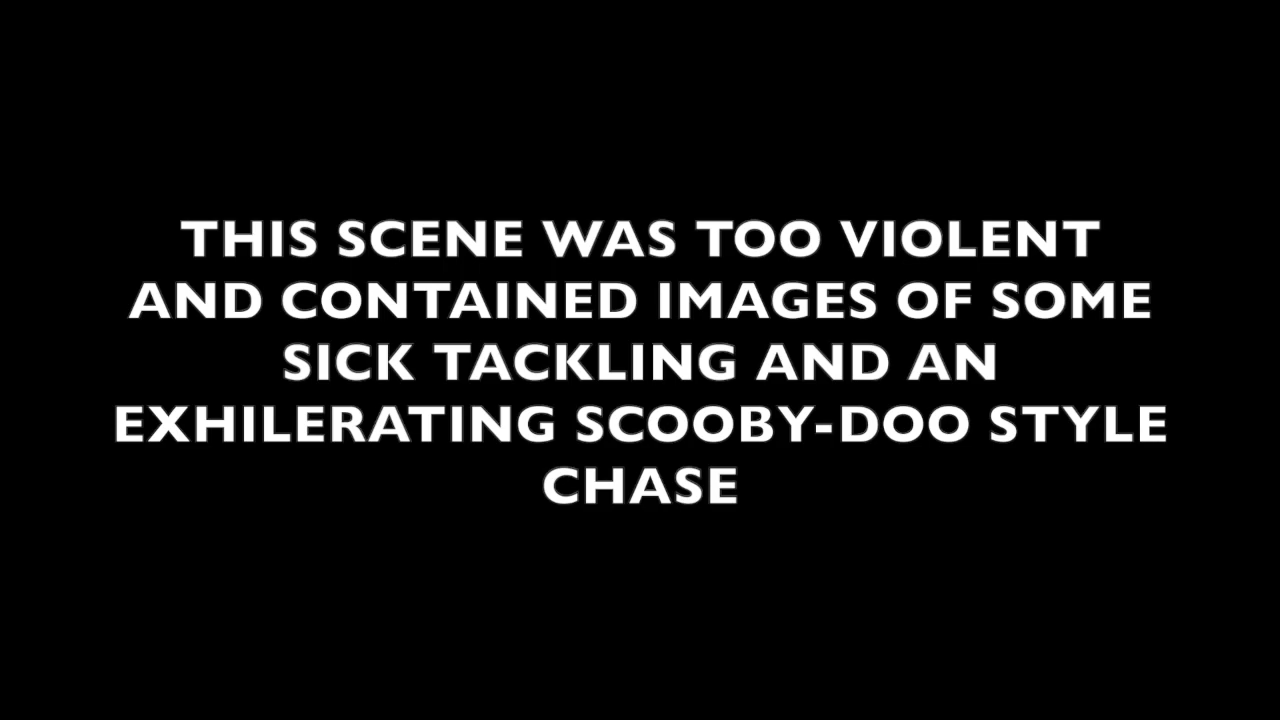 THIS SCENE WAS TOO VIOLENT
AND CONTAINED IMAGES OF SOME
SICK TACKLING AND AN
EXHILERATING SCOOBY-DOO STYLE
CHASE